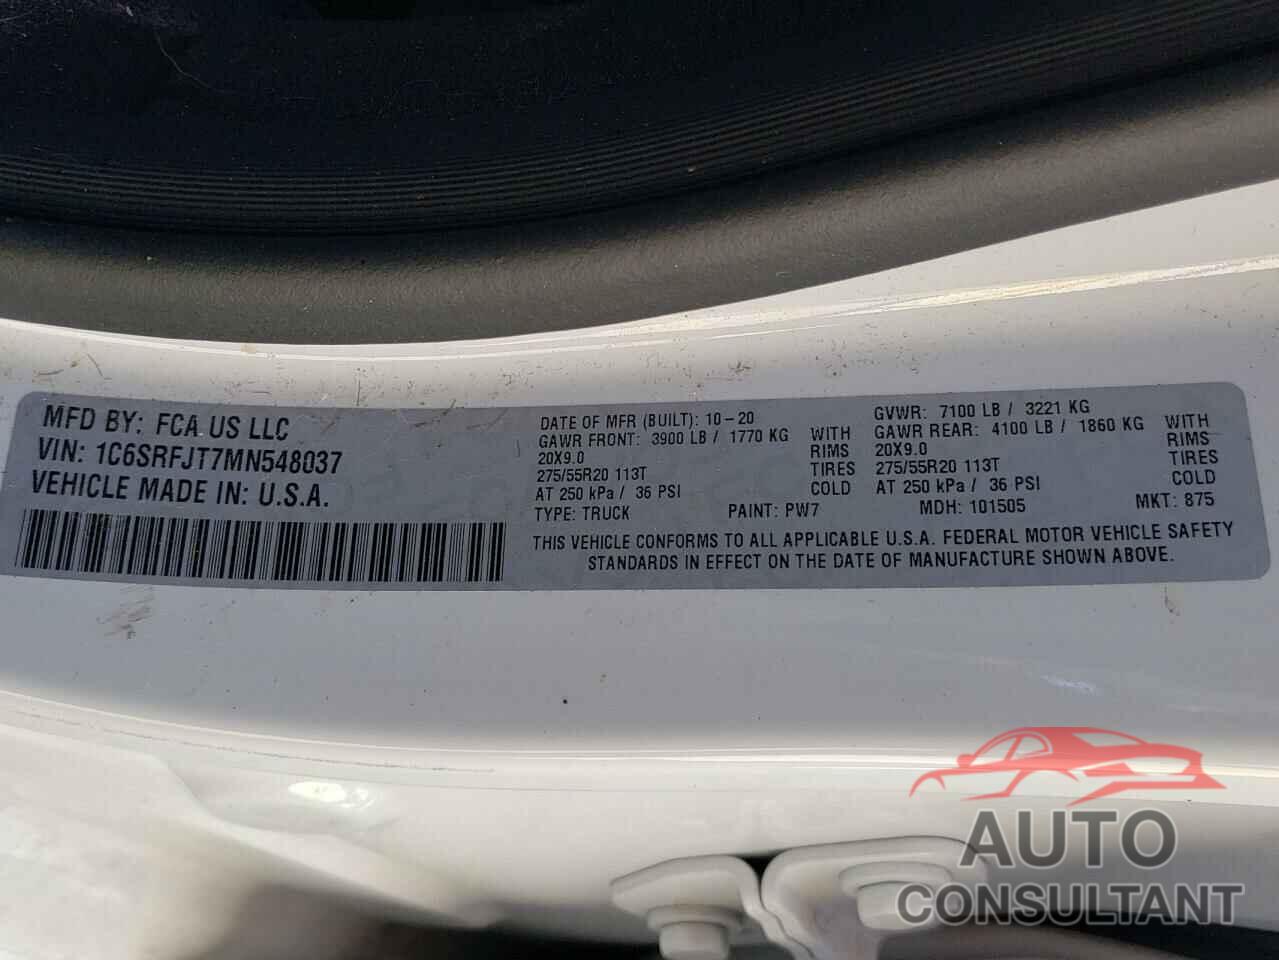 MFD BY: FCA US LLC
VIN: 1C6SRFJT7MN548037
VEHICLE MADE IN: U.S.A.
DATE OF MFR (BUILT): 10-20
GAWR FRONT: 3900 LB / 1770 KG WITH
20X9.0 RIMS
275/55R20 113T TIRES
AT 250 kPa / 36 PSI COLD
GVWR: 7100 LB / 3221 KG
GAWR REAR: 4100 LB / 1860 KG WITH
20X9.0 RIMS
275/55R20 113T TIRES
AT 250 kPa / 36 PSI COLD
TYPE: TRUCK PAINT: PW7 MDH: 101505 MKT: 875
THIS VEHICLE CONFORMS TO ALL APPLICABLE U.S.A. FEDERAL MOTOR VEHICLE SAFETY
STANDARDS IN EFFECT ON THE DATE OF MANUFACTURE SHOWN ABOVE.
AUTO
CONSULTANT